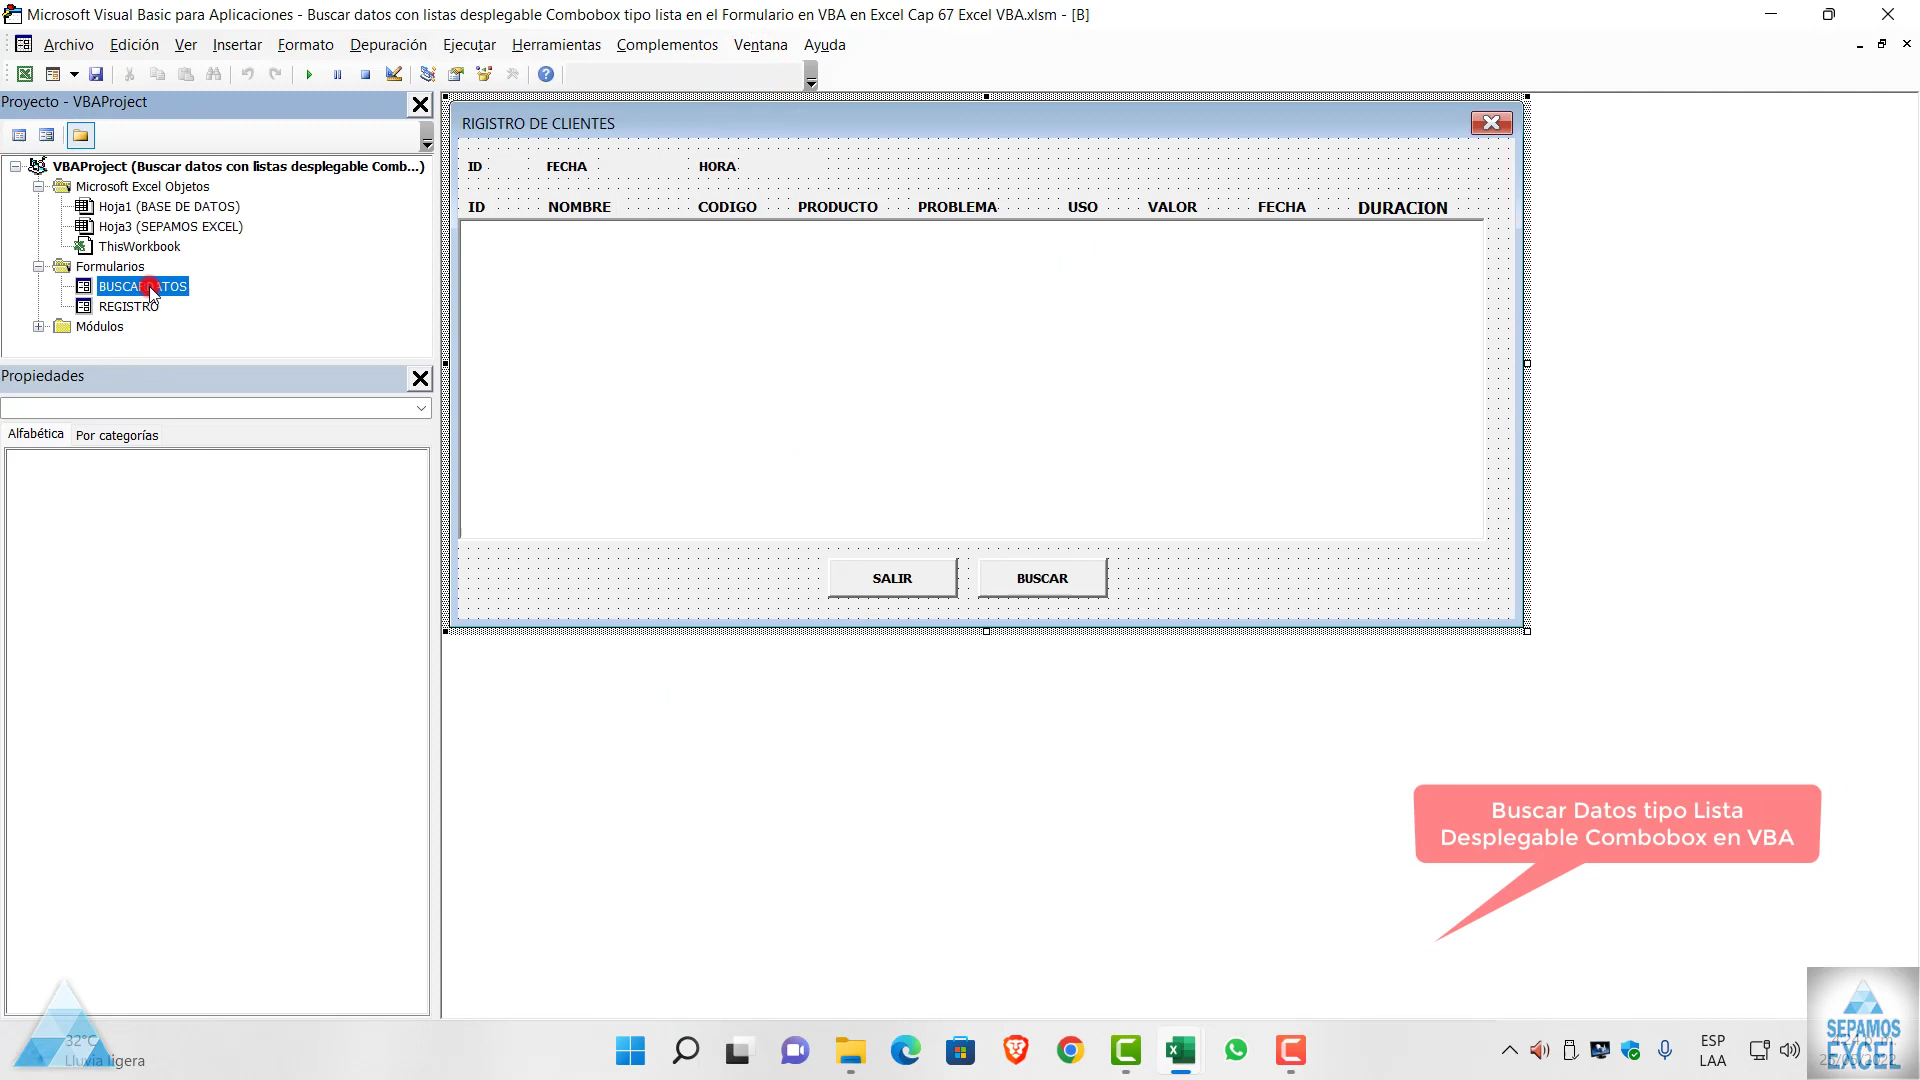 Microsoft Visual Basic para Aplicaciones - Buscar datos con listas desplegable Combobox tipo lista en el Formulario en VBA en Excel Cap 67 Excel VBA.xlsm - [B]
Archivo Edición Ver Insertar Formato Depuración Ejecutar Herramientas Complementos Ventana Ayuda
Proyecto - VBAProject
VBAProject (Buscar datos con listas desplegable Comb...)
Microsoft Excel Objetos
Hoja1 (BASE DE DATOS)
Hoja3 (SEPAMOS EXCEL)
ThisWorkbook
Formularios
BUSCARDATOS
REGISTRO
Módulos
Propiedades
Alfabética Por categorías
RIGISTRO DE CLIENTES
ID FECHA HORA
ID NOMBRE CODIGO PRODUCTO PROBLEMA USO VALOR FECHA DURACION
SALIR BUSCAR
Buscar Datos tipo Lista
Desplegable Combobox en VBA
32°C
Lluvia ligera
ESP
LAA
SEPAMOS
EXCEL